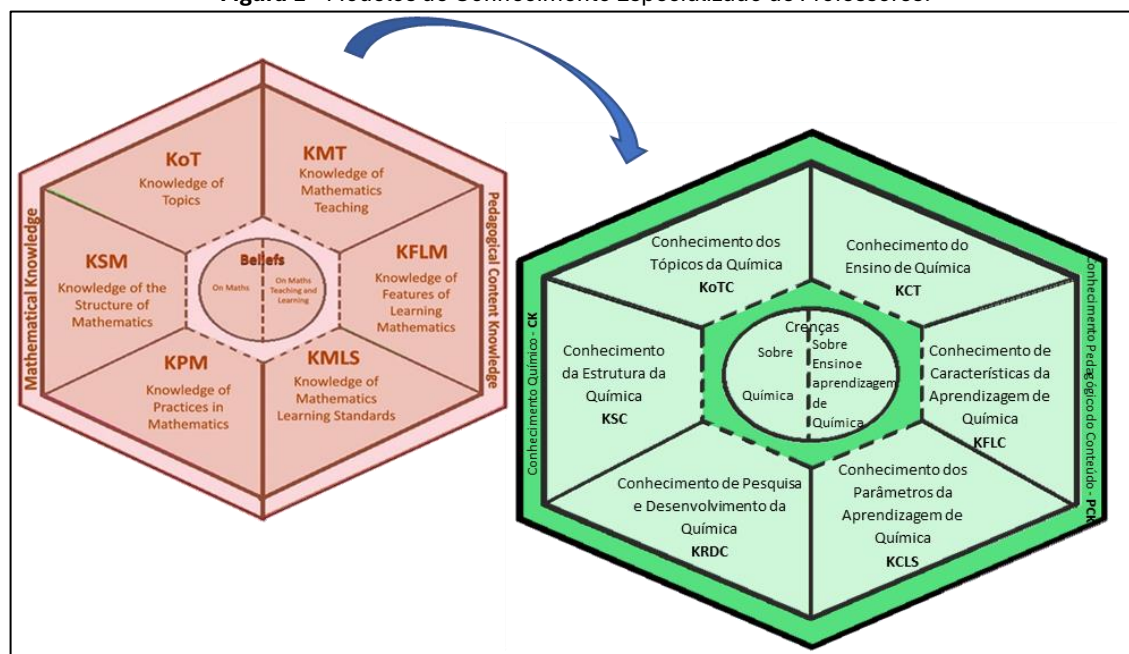 Figura 1 - Modelos do Conhecimento Especializado de Professores.
Mathematical Knowledge
KoT
Knowledge of
Topics
KMT
Knowledge of
Mathematics
Teaching
KSM
Knowledge of the
Structure of
Mathematics
Beliefs
On Maths
On Maths
Teaching and
Learning
KFLM
Knowledge of
Features of
Learning
Mathematics
KPM
Knowledge of
Practices in
Mathematics
KMLS
Knowledge of
Mathematics
Learning Standards
Pedagogical Content Knowledge
Conhecimento Químico - CK
Conhecimento dos
Tópicos da Química
KoTC
Conhecimento do
Ensino de Química
KCT
Conhecimento
da Estrutura da
Química
KSC
Crenças
Sobre
Química
Sobre
Ensino e
aprendizagem
de
Química
Conhecimento de
Características da
Aprendizagem de
Química
KFLC
Conhecimento de Pesquisa
e Desenvolvimento da
Química
KRDC
Conhecimento dos
Parâmetros da
Aprendizagem de
Química
KCLS
Conhecimento Pedagógico do Conteúdo - PCK